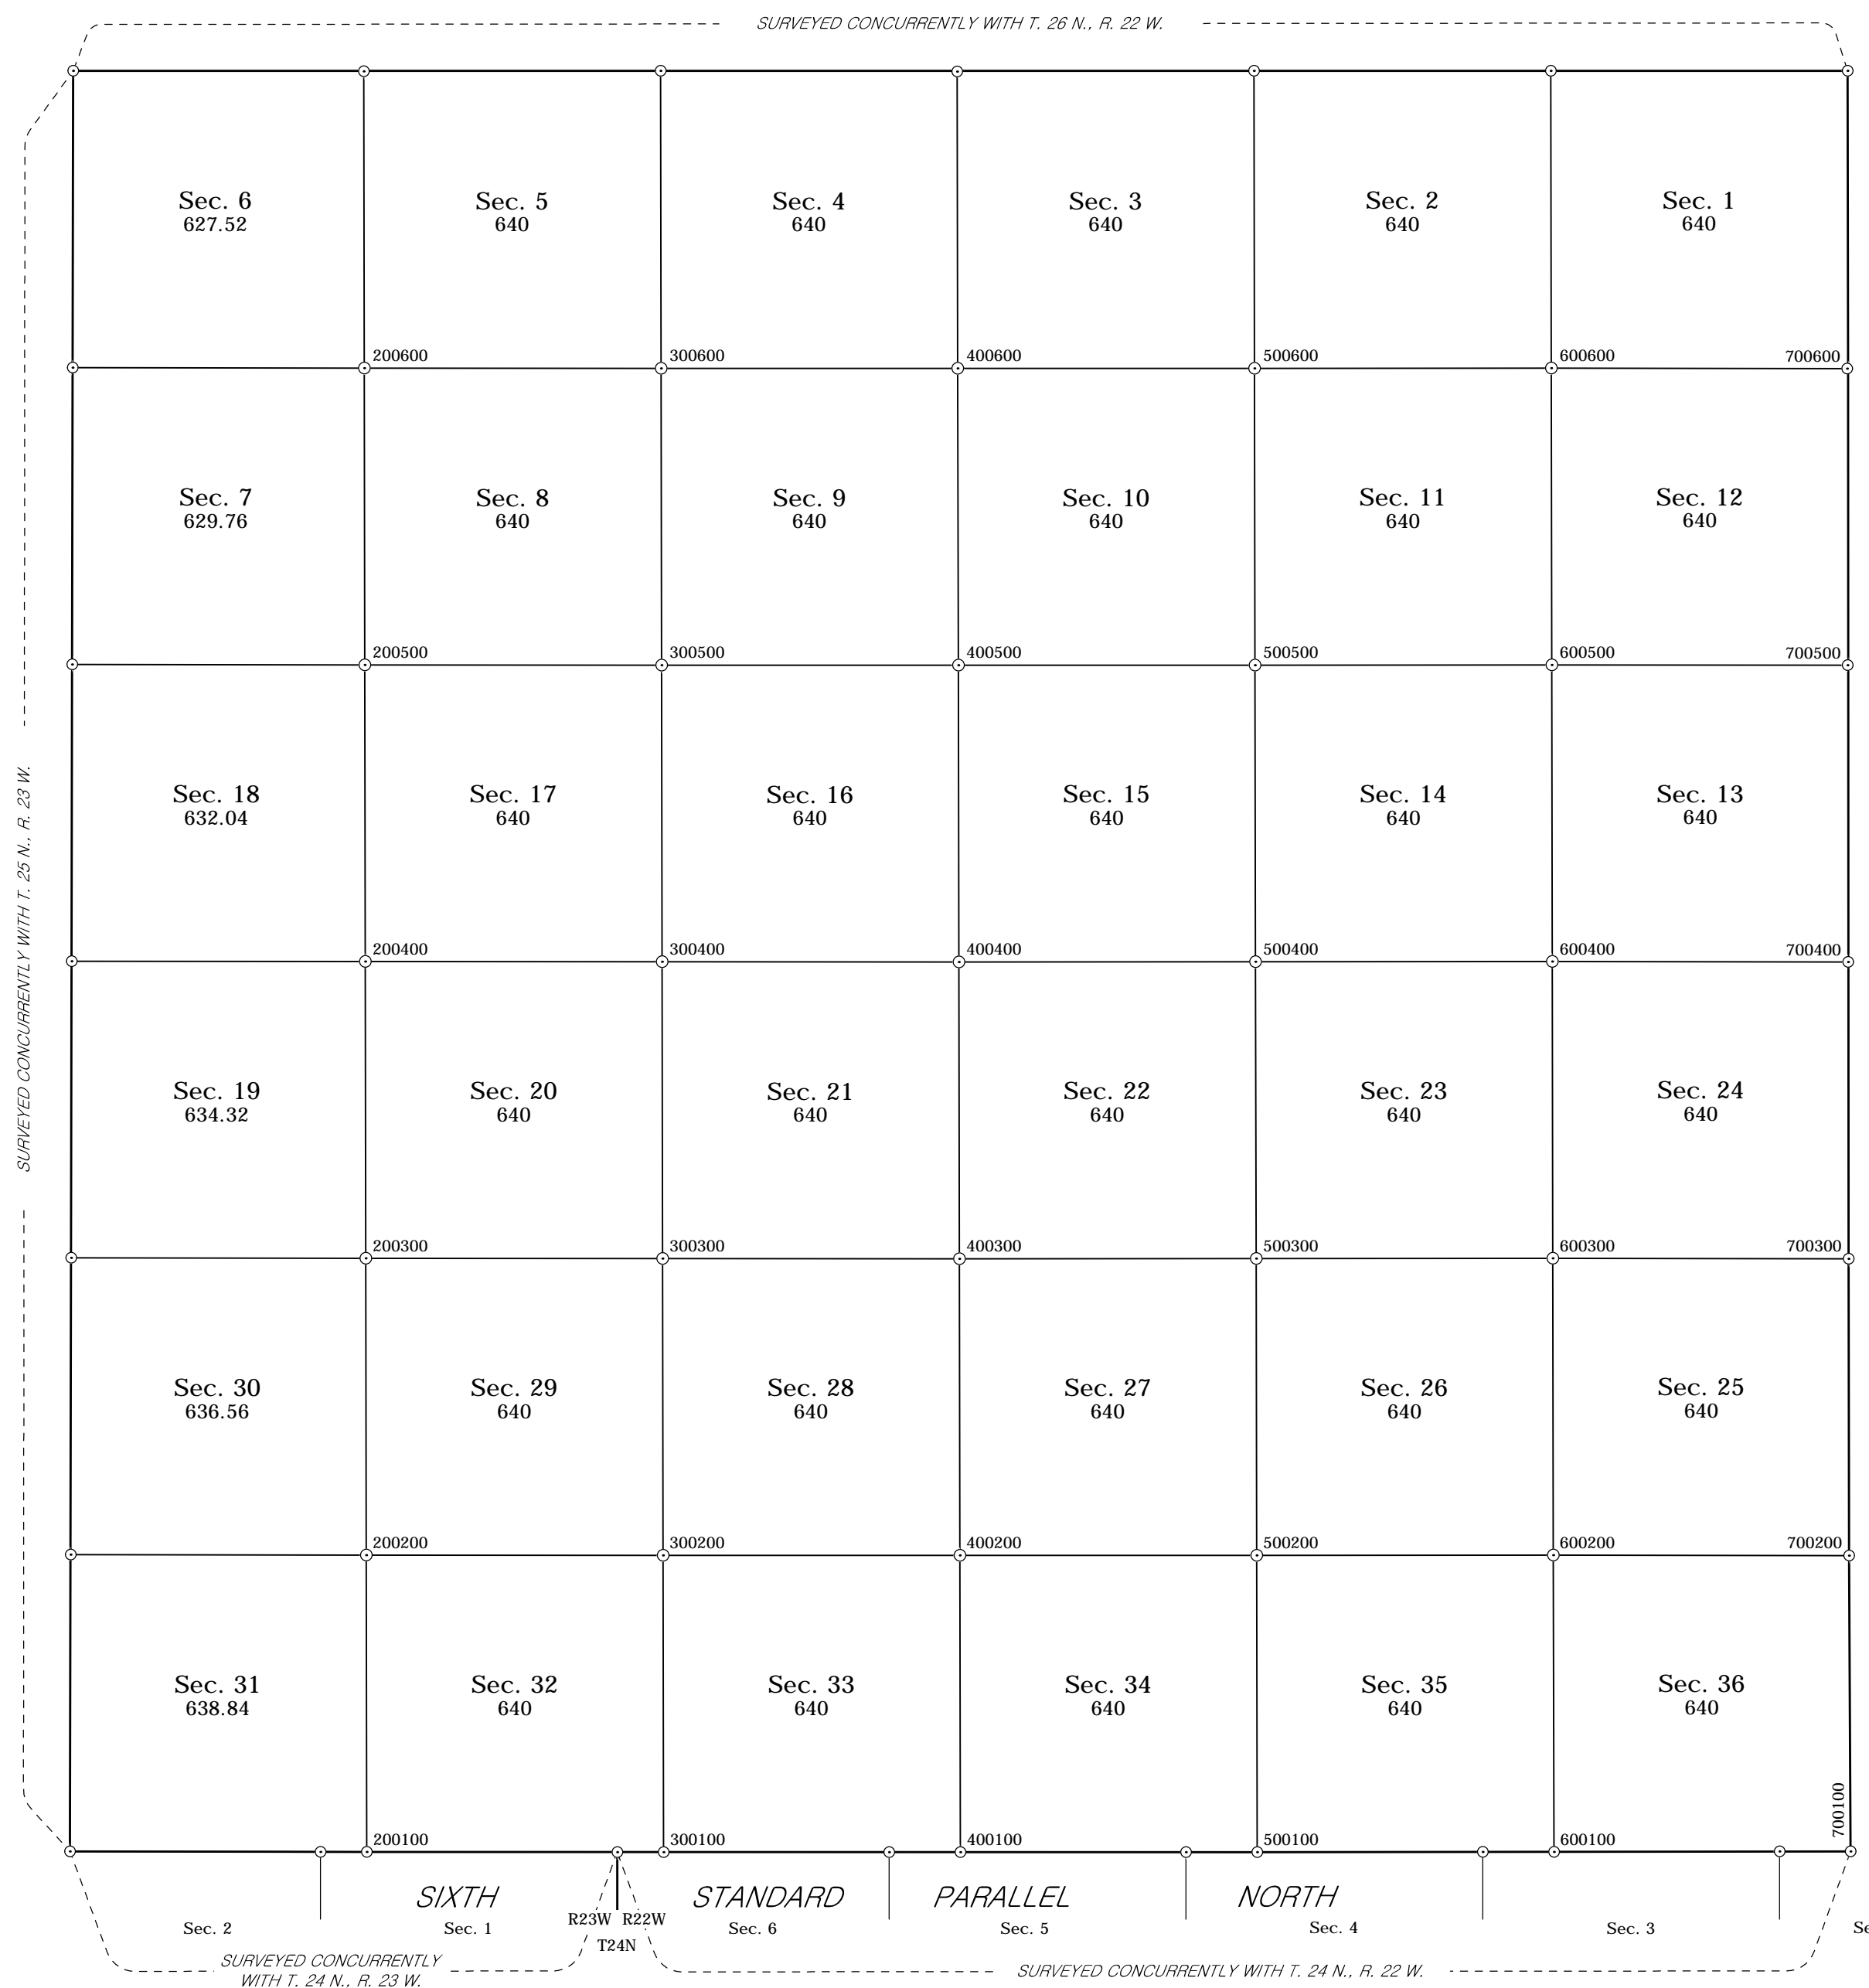 SURVEYED CONCURRENTLY WITH T. 26 N., R. 22 W.
Sec. 6 Sec. 5 Sec. 4 Sec. 3 Sec. 2 Sec. 1
627.52 640 640 640 640 640
200600 300600 400600 500600 600600 700600
Sec. 7 Sec. 8 Sec. 9 Sec. 10 Sec. 11 Sec. 12
629.76 640 640 640 640 640
200500 300500 400500 500500 600500 700500
SURVEYED CONCURRENTLY WITH T. 25 N., R. 23 W.
Sec. 18 Sec. 17 Sec. 16 Sec. 15 Sec. 14 Sec. 13
632.04 640 640 640 640 640
200400 300400 400400 500400 600400 700400
Sec. 19 Sec. 20 Sec. 21 Sec. 22 Sec. 23 Sec. 24
634.32 640 640 640 640 640
200300 300300 400300 500300 600300 700300
Sec. 30 Sec. 29 Sec. 28 Sec. 27 Sec. 26 Sec. 25
636.56 640 640 640 640 640
200200 300200 400200 500200 600200 700200
Sec. 31 Sec. 32 Sec. 33 Sec. 34 Sec. 35 Sec. 36
638.84 640 640 640 640 640
200100 300100 400100 500100 600100 700100
SIXTH STANDARD PARALLEL NORTH
R23W R22W
Sec. 2 Sec. 1 Sec. 6 Sec. 5 Sec. 4 Sec. 3
T24N
SURVEYED CONCURRENTLY
WITH T. 24 N., R. 23 W.
SURVEYED CONCURRENTLY WITH T. 24 N., R. 22 W.